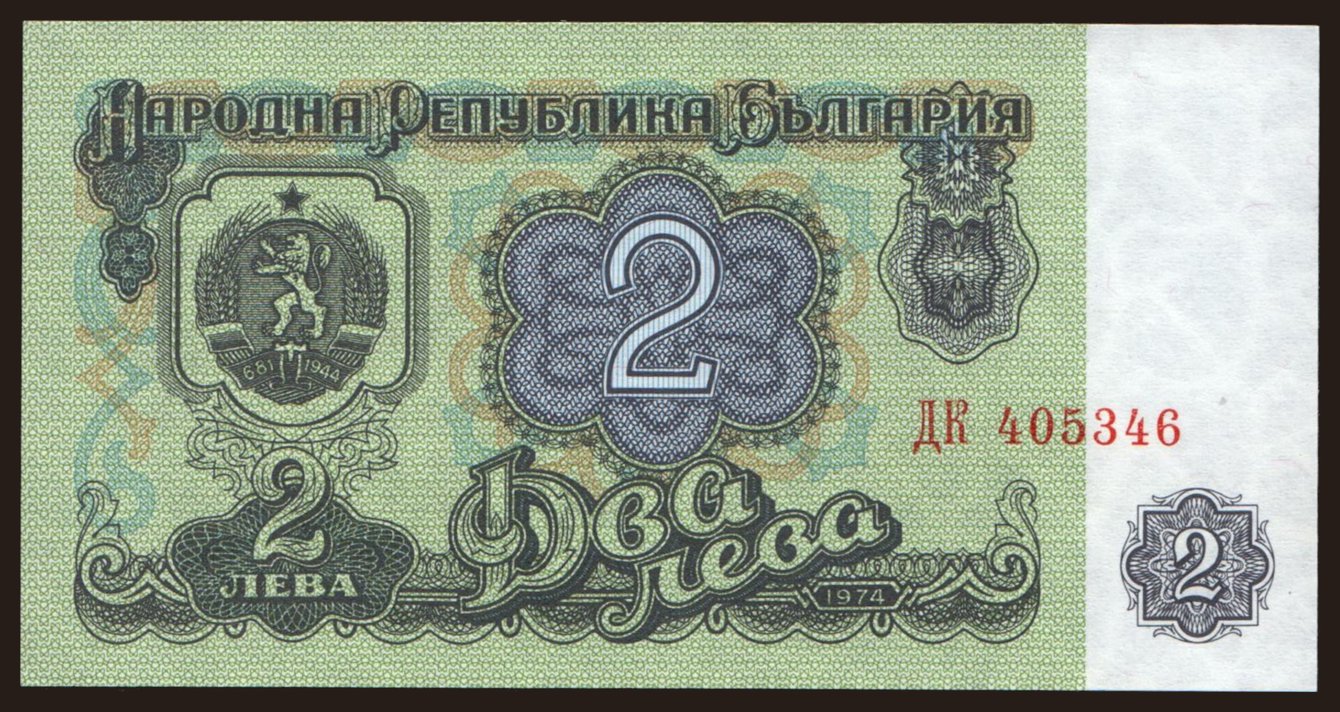 Народна Република България
681 1944
2
ДК 405346
2
ЛЕВА
Два
лева
1974
2